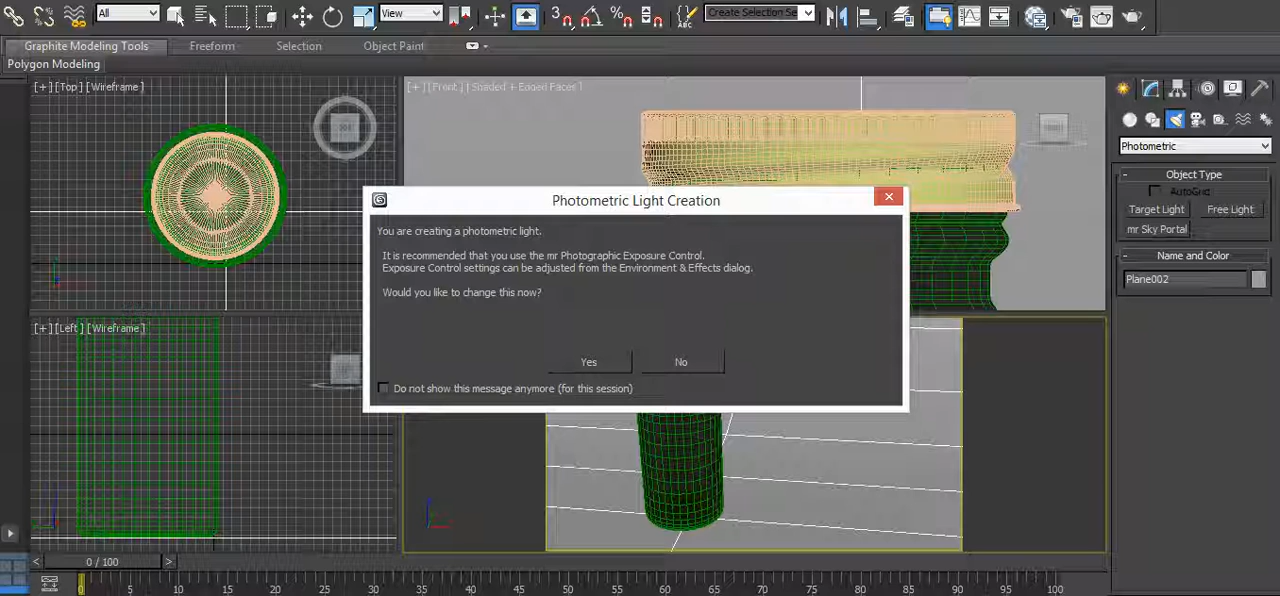 All
View
Create Selection Se
Graphite Modeling Tools
Freeform
Selection
Object Paint
Polygon Modeling
[+] [Top] [Wireframe]
[+] [Front] [Shaded + Edged Faces]
[+] [Left] [Wireframe]
Photometric Light Creation
You are creating a photometric light.
It is recommended that you use the mr Photographic Exposure Control.
Exposure Control settings can be adjusted from the Environment & Effects dialog.
Would you like to change this now?
Yes
No
Do not show this message anymore (for this session)
Photometric
- Object Type
AutoGrid
Target Light
Free Light
mr Sky Portal
- Name and Color
Plane002
< 0 / 100 >
0 5 10 15 20 25 30 35 40 45 50 55 60 65 70 75 80 85 90 95 100